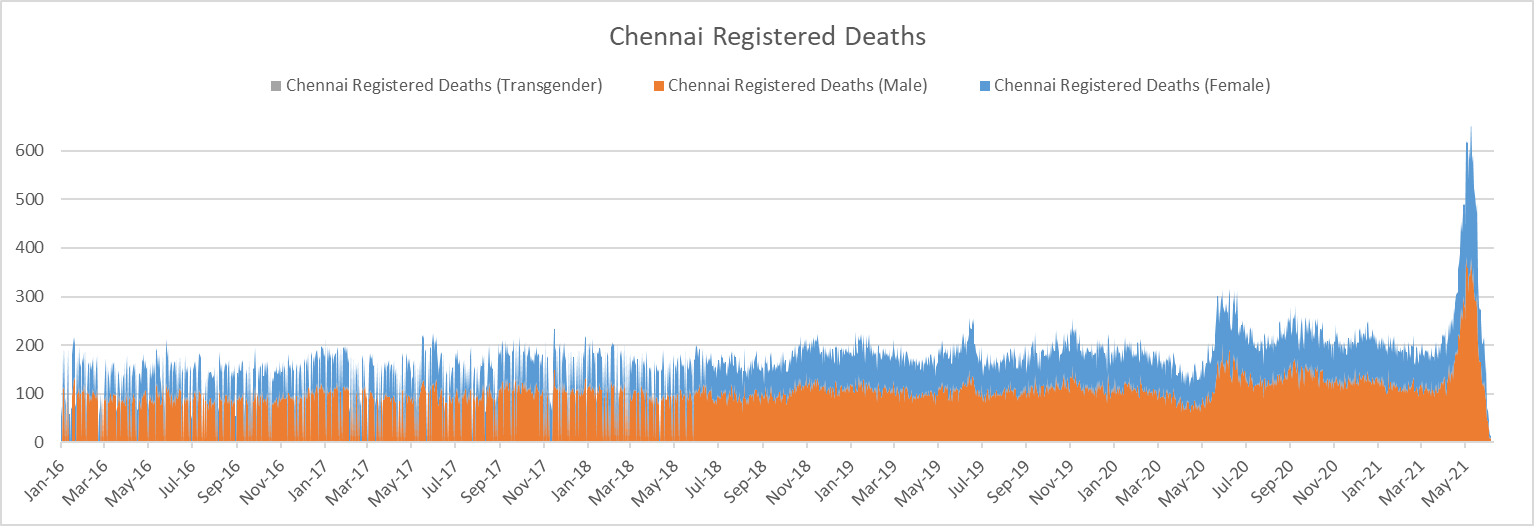 Chennai Registered Deaths
Chennai Registered Deaths (Transgender) Chennai Registered Deaths (Male) Chennai Registered Deaths (Female)
600
500
400
300
200
100
0
Jan-16 Mar-16 May-16 Jul-16 Sep-16 Nov-16 Jan-17 Mar-17 May-17 Jul-17 Sep-17 Nov-17 Jan-18 Mar-18 May-18 Jul-18 Sep-18 Nov-18 Jan-19 Mar-19 May-19 Jul-19 Sep-19 Nov-19 Jan-20 Mar-20 May-20 Jul-20 Sep-20 Nov-20 Jan-21 Mar-21 May-21